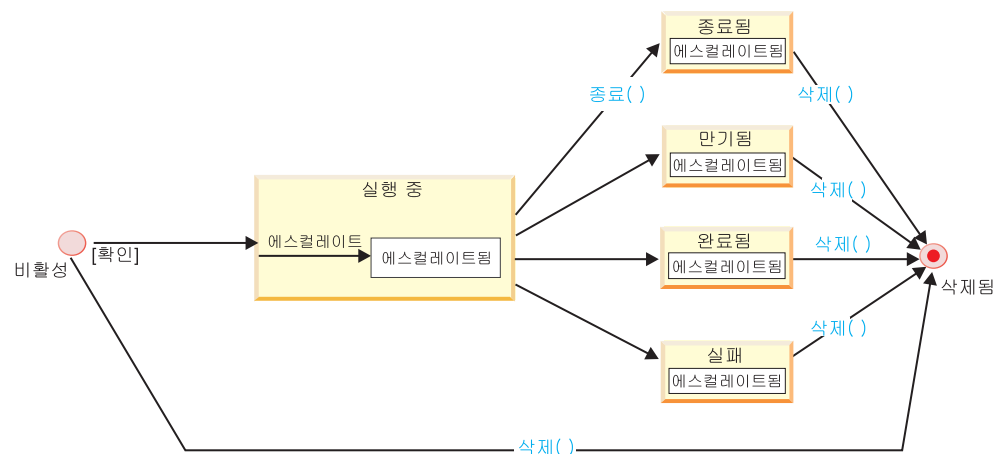 종료됨
에스컬레이트됨
종료( )
삭제( )
만기됨
에스컬레이트됨
삭제( )
실행 중
에스컬레이트
에스컬레이트됨
비활성
[확인]
완료됨
에스컬레이트됨
삭제( )
삭제됨
실패
에스컬레이트됨
삭제( )
삭제( )